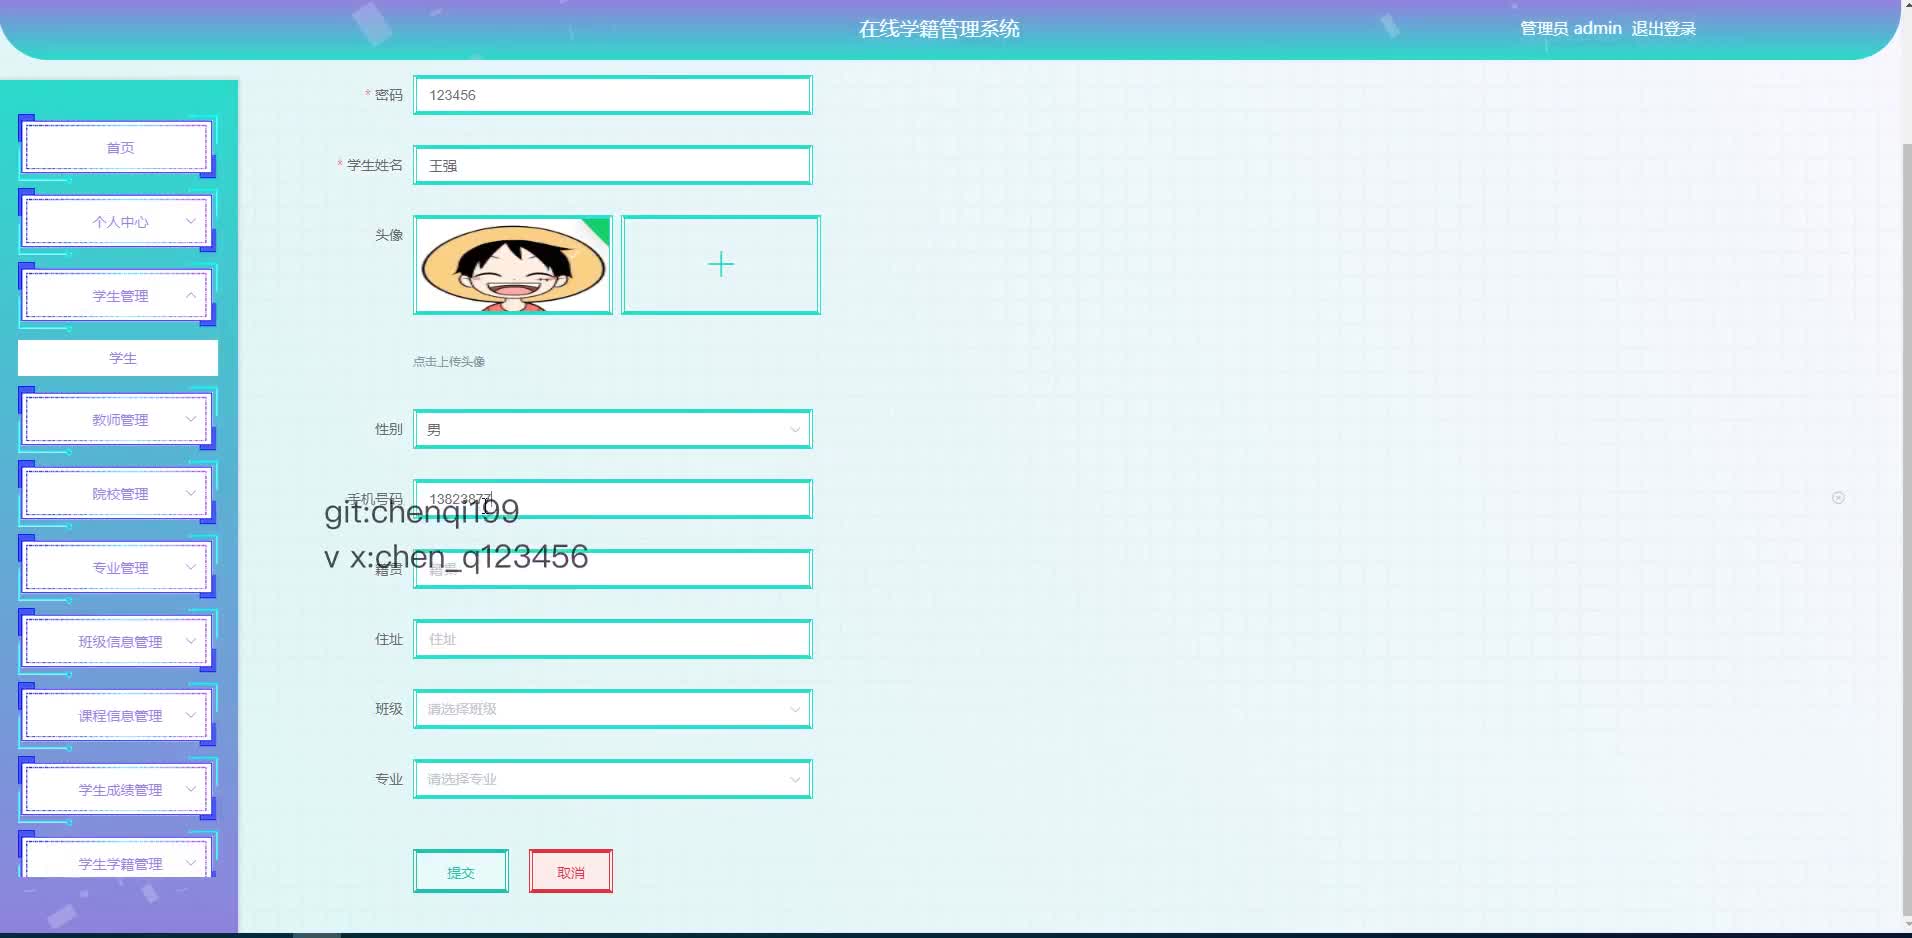 在线学籍管理系统
管理员 admin 退出登录
首页
个人中心
学生管理
学生
教师管理
院校管理
专业管理
班级信息管理
课程信息管理
学生成绩管理
学生学籍管理
* 密码 123456
* 学生姓名 王强
头像
点击上传头像
性别 男
手机号码 13823877
git:chenqi199
v x:chen_q123456
籍贯 籍贯
住址 住址
班级 请选择班级
专业 请选择专业
提交 取消